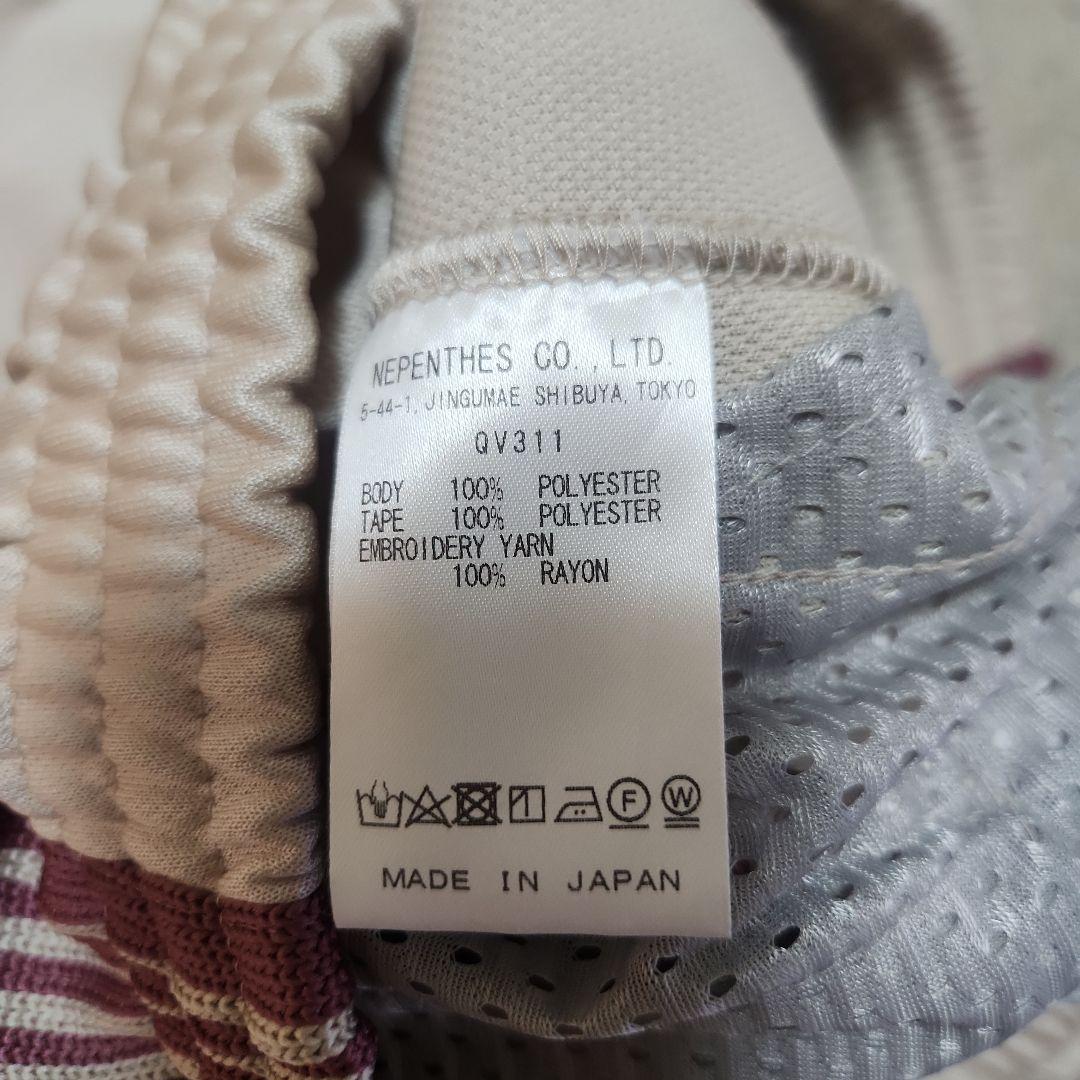 NEPENTHES CO.,LTD.
5-44-1, JINGUMAE SHIBUYA, TOKYO
QV311
BODY 100% POLYESTER
TAPE 100% POLYESTER
EMBROIDERY YARN
100% RAYON
F W
MADE IN JAPAN